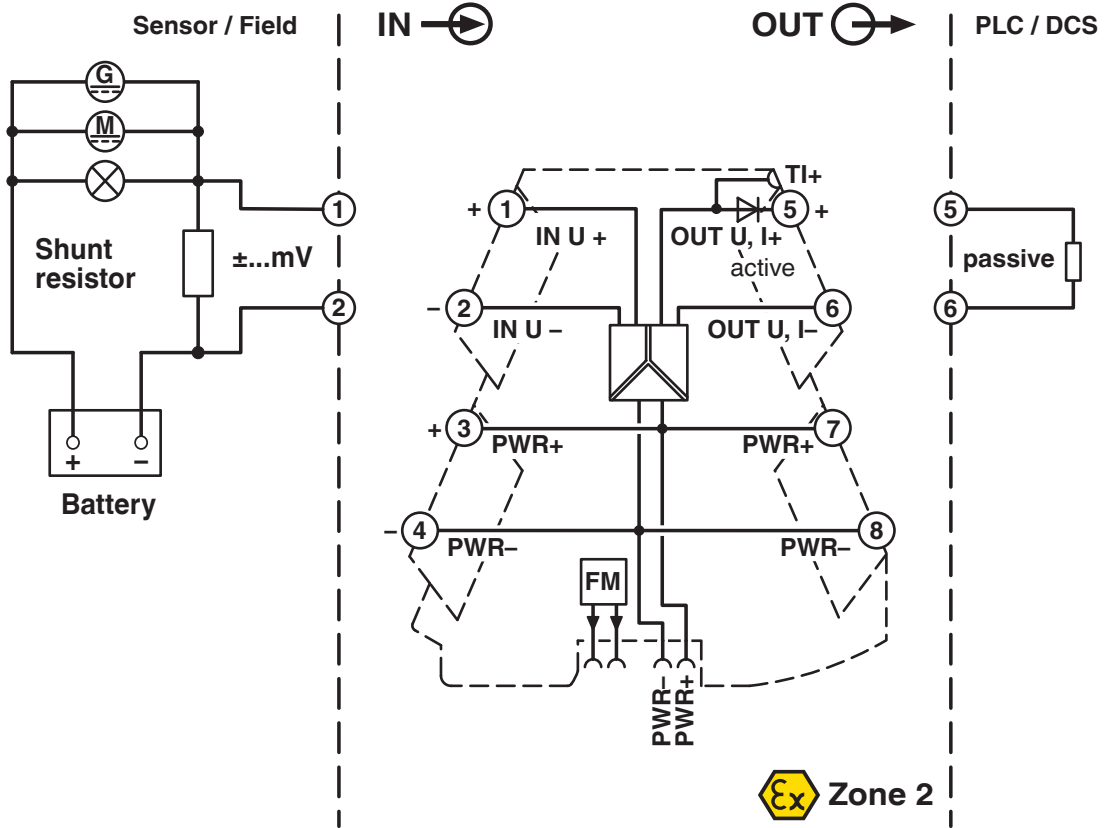 Sensor / Field
IN
OUT
PLC / DCS
G
M
Shunt
resistor
±...mV
+
−
Battery
1
2
+
1
IN U +
−
2
IN U −
+
3
PWR+
−
4
PWR−
TI+
5
+
OUT U, I+
active
6
OUT U, I−
7
PWR+
8
PWR−
FM
PWR−
PWR+
5
passive
6
Ex
Zone 2